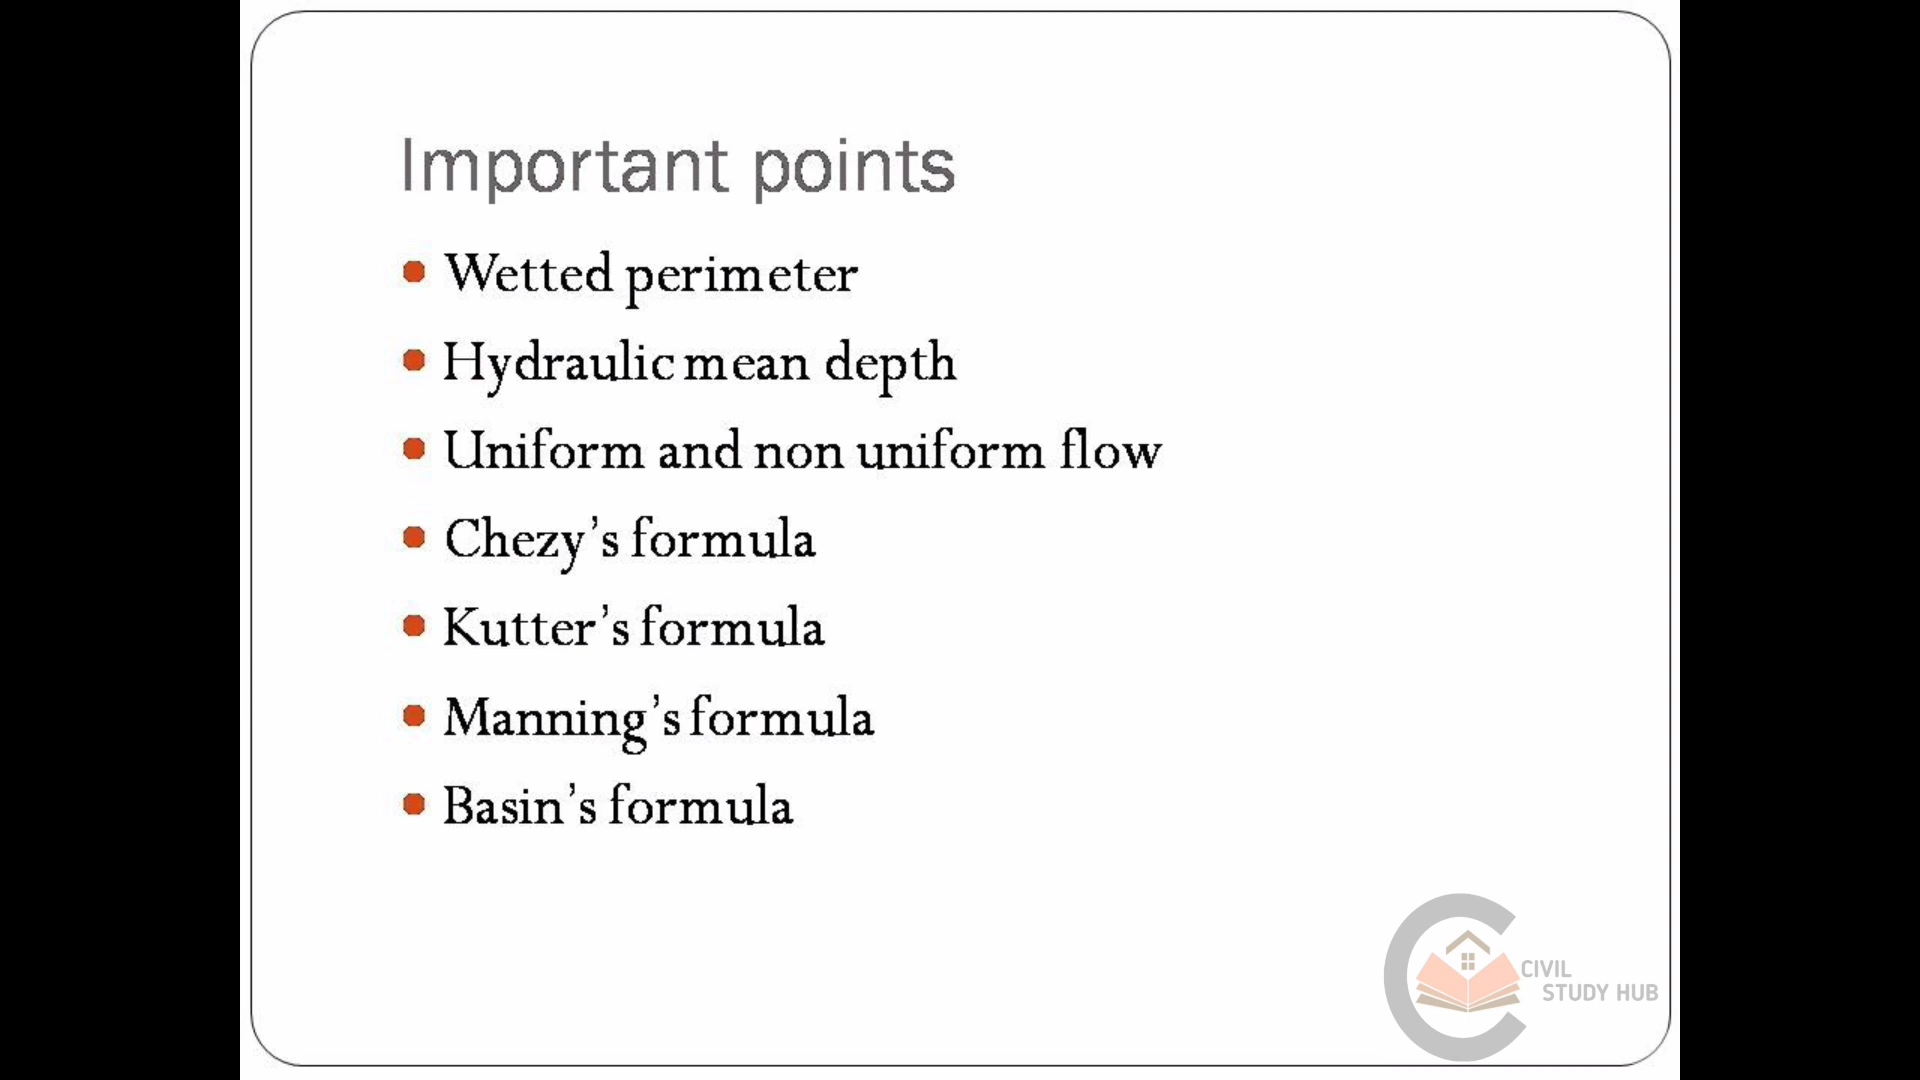 Important points
Wetted perimeter
Hydraulic mean depth
Uniform and non uniform flow
Chezy’s formula
Kutter’s formula
Manning’s formula
Basin’s formula
CIVIL
STUDY HUB